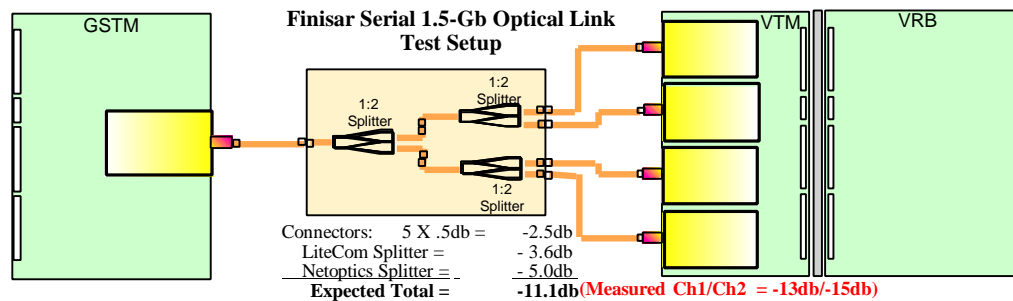 GSTM
Finisar Serial 1.5-Gb Optical Link
Test Setup
VTM
VRB
1:2
Splitter
1:2
Splitter
1:2
Splitter
Connectors: 5 X .5db = -2.5db
LiteCom Splitter = - 3.6db
Netoptics Splitter = - 5.0db
Expected Total = -11.1db (Measured Ch1/Ch2 = -13db/-15db)